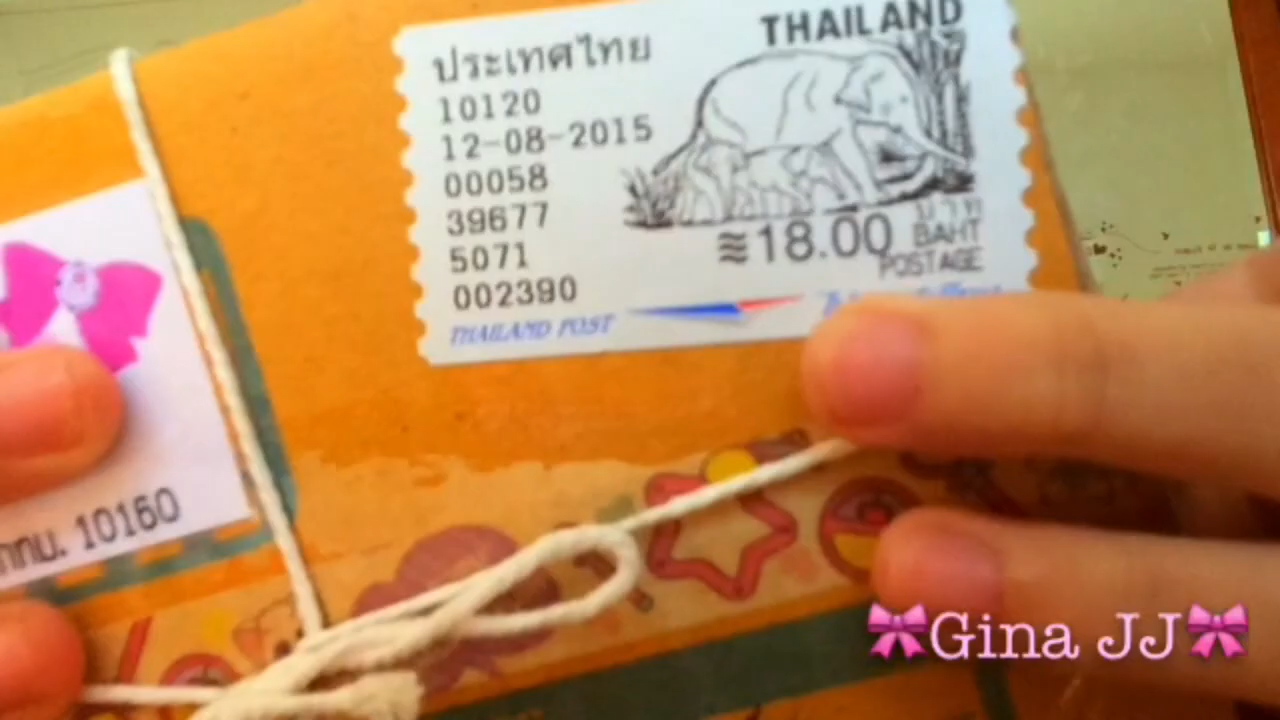 THAILAND
ประเทศไทย
10120
12-08-2015
00058
39677
5071
002390
≋18.00 บาท
BAHT
POSTAGE
THAILAND POST
กทม. 10160
Gina JJ